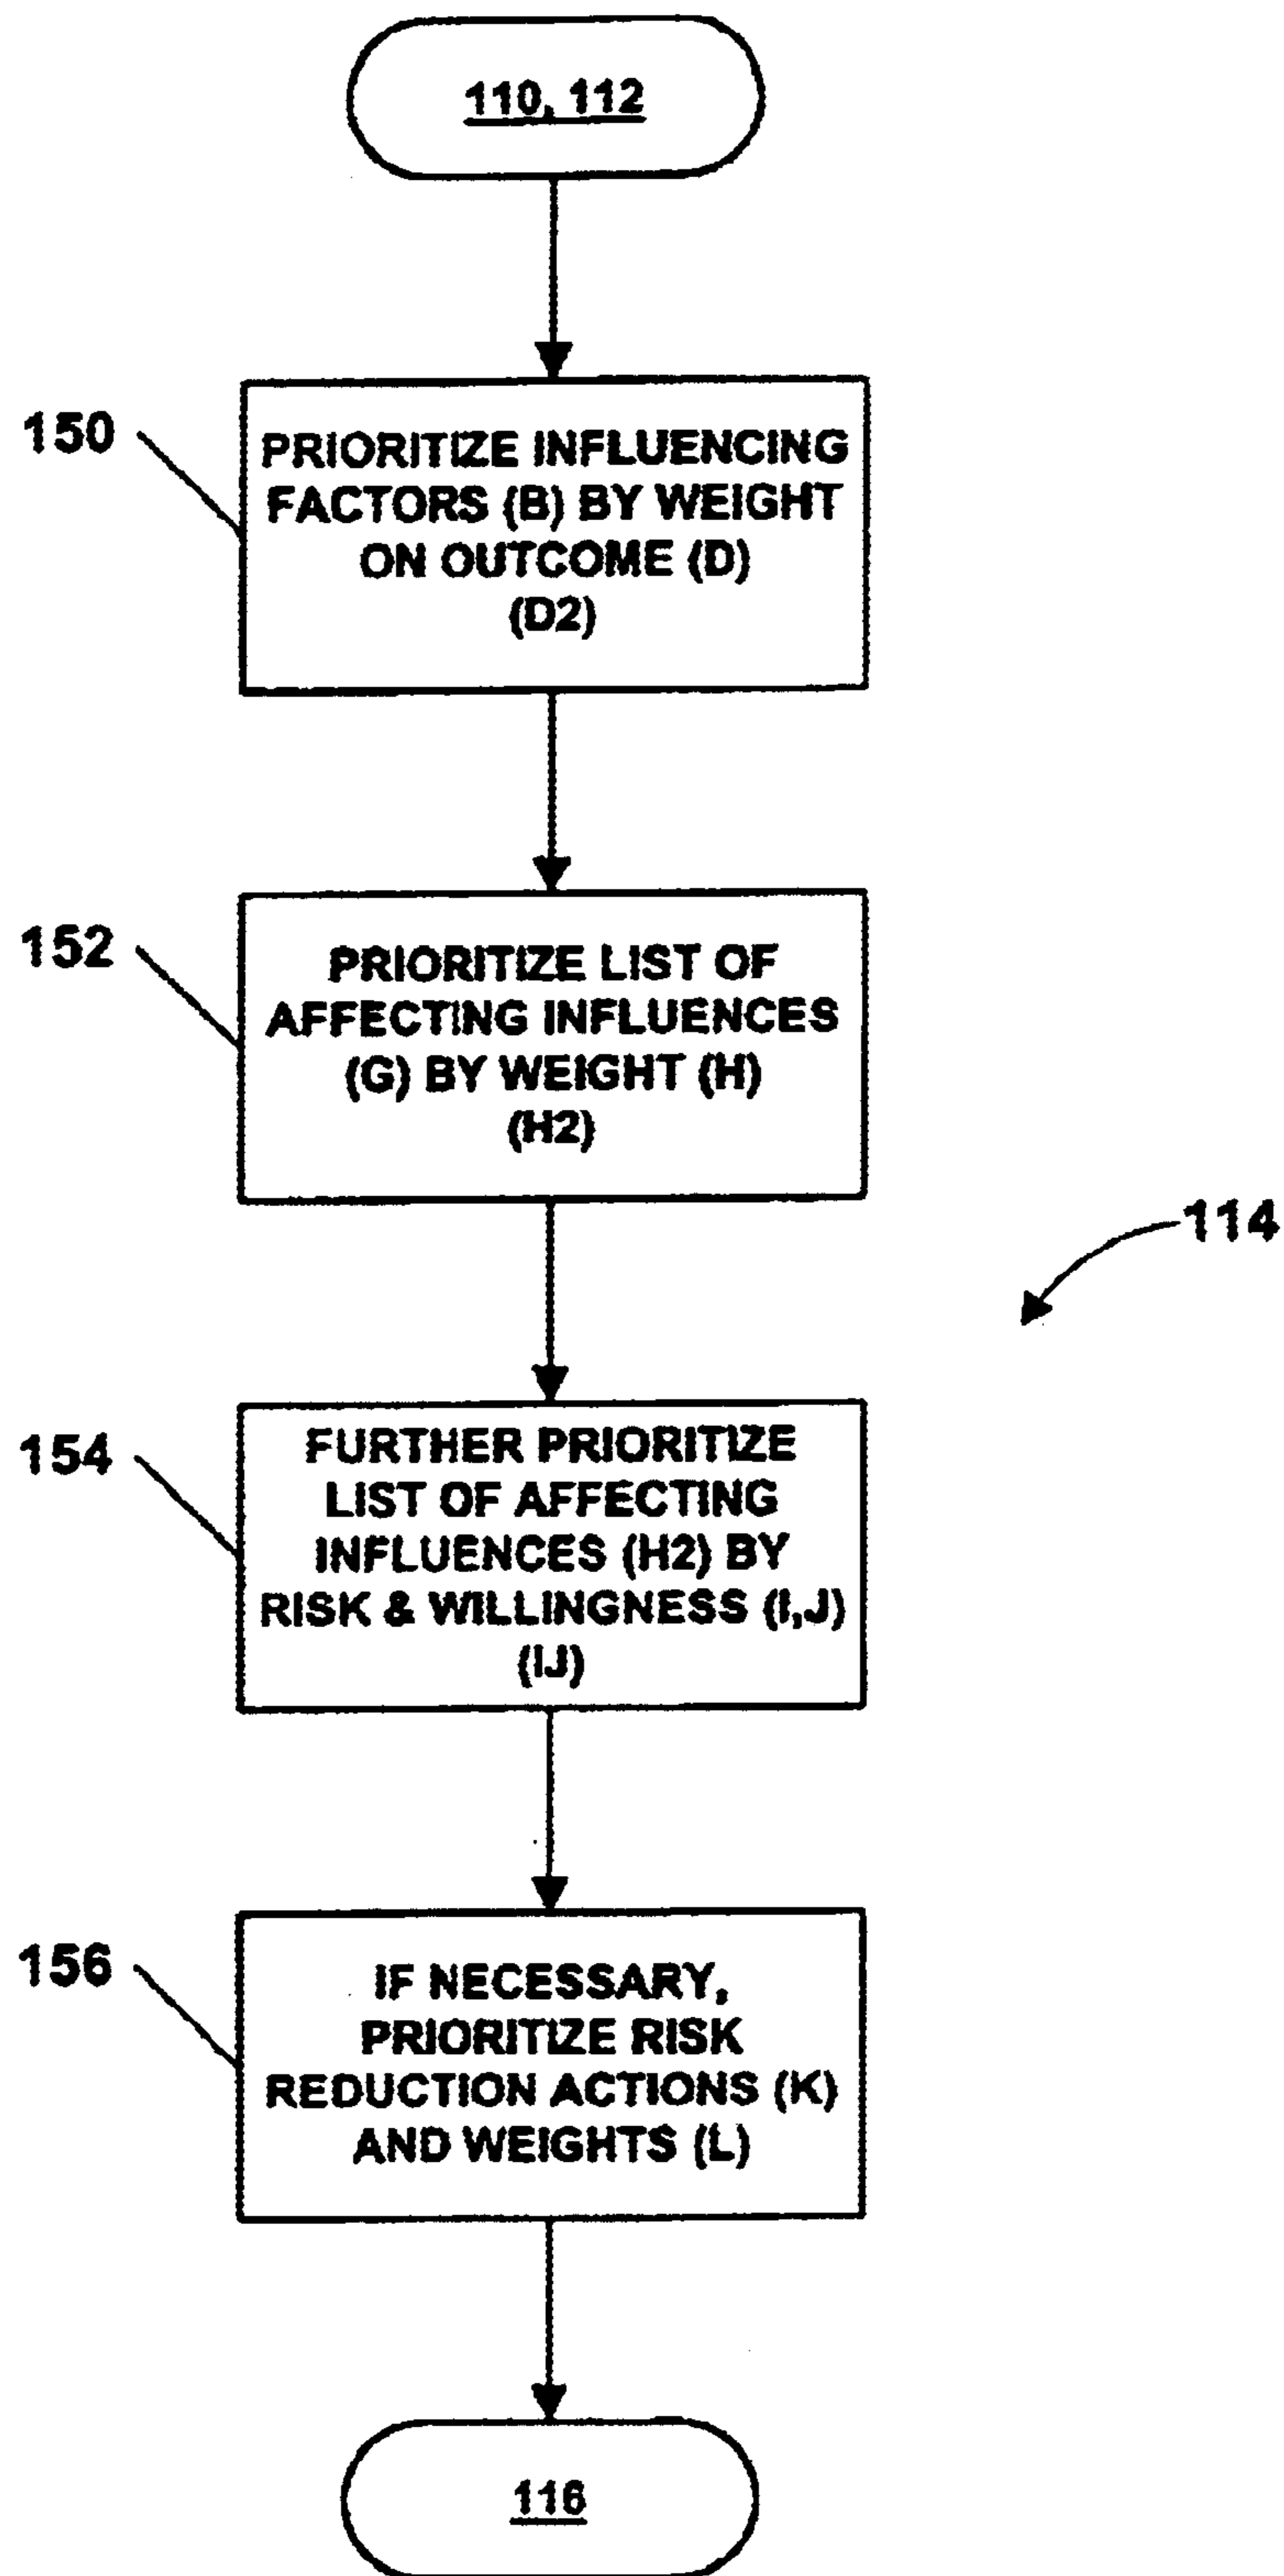 110, 112
150
PRIORITIZE INFLUENCING
FACTORS (B) BY WEIGHT
ON OUTCOME (D)
(D2)
152
PRIORITIZE LIST OF
AFFECTING INFLUENCES
(G) BY WEIGHT (H)
(H2)
114
154
FURTHER PRIORITIZE
LIST OF AFFECTING
INFLUENCES (H2) BY
RISK & WILLINGNESS (I,J)
(IJ)
156
IF NECESSARY,
PRIORITIZE RISK
REDUCTION ACTIONS (K)
AND WEIGHTS (L)
116